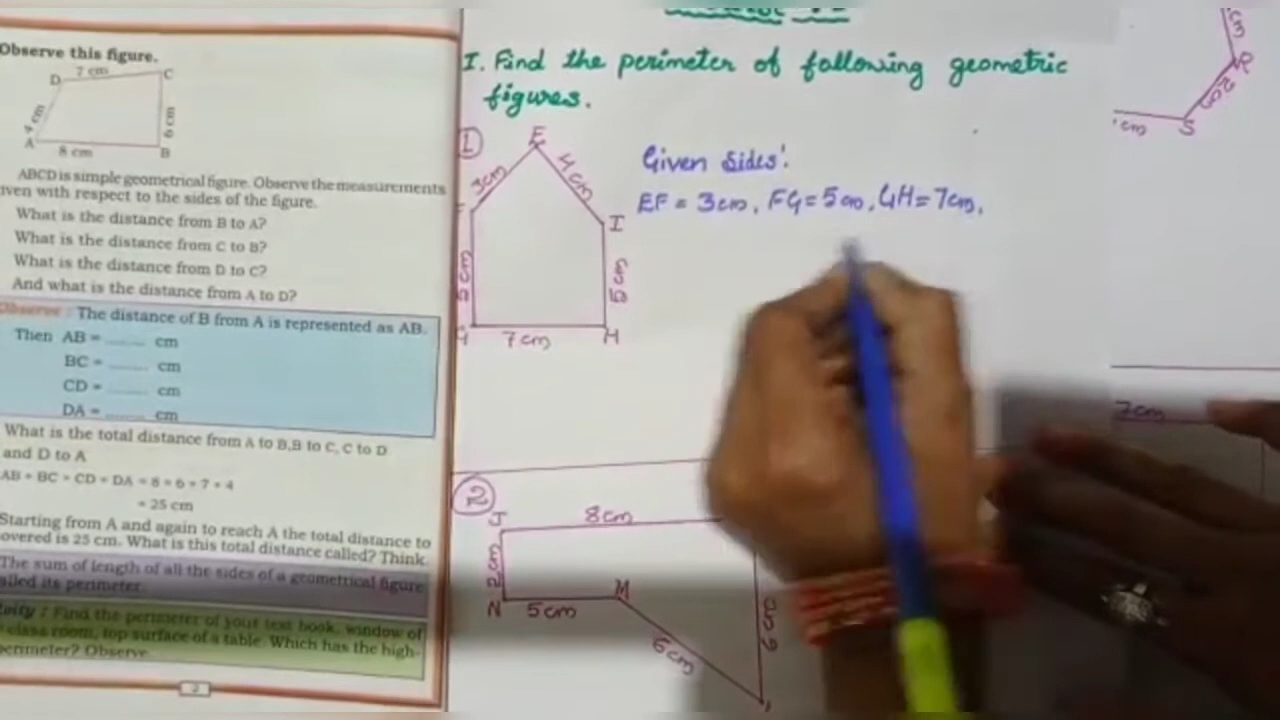 Observe this figure.
D 7 cm C
4 cm
6 cm
A 8 cm B
ABCD is simple geometrical figure. Observe the measurements
with respect to the sides of the figure.
What is the distance from B to A?
What is the distance from C to B?
What is the distance from D to C?
And what is the distance from A to D?
Observe : The distance of B from A is represented as AB.
Then AB = ...... cm
BC = ...... cm
CD = ...... cm
DA = ...... cm
What is the total distance from A to B,B to C, C to D
and D to A
AB + BC + CD + DA = 8 + 6 + 7 + 4
= 25 cm
Starting from A and again to reach A the total distance to
overed is 25 cm. What is this total distance called? Think.
The sum of length of all the sides of a geometrical figure
alled its perimeter.
: Find the perimeter of your text book, window of
class room, top surface of a table. Which has the high-
perimeter? Observe.
2
I. Find the perimeter of following geometric
figures.
1
E
3cm 4cm
I
5cm 5cm
7cm H
Given Sides:
EF = 3cm, FG = 5cm, GH = 7cm,
2
J 8cm
2cm
N 5cm M
6cm
9cm
R
2cm
S
cm
7cm